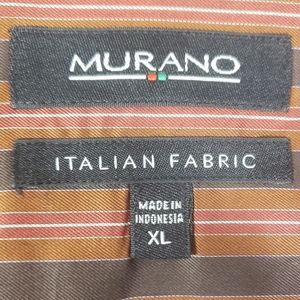 MURANO
ITALIAN FABRIC
MADE IN
INDONESIA
XL